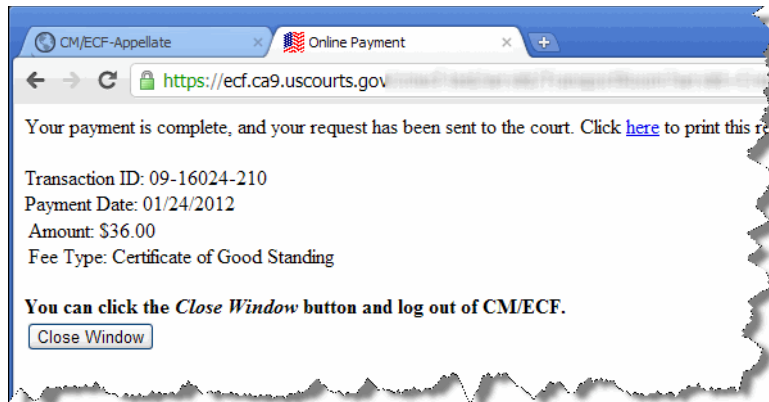 CM/ECF-Appellate
Online Payment
https://ecf.ca9.uscourts.gov
Your payment is complete, and your request has been sent to the court. Click here to print this
Transaction ID: 09-16024-210
Payment Date: 01/24/2012
Amount: $36.00
Fee Type: Certificate of Good Standing
You can click the Close Window button and log out of CM/ECF.
Close Window